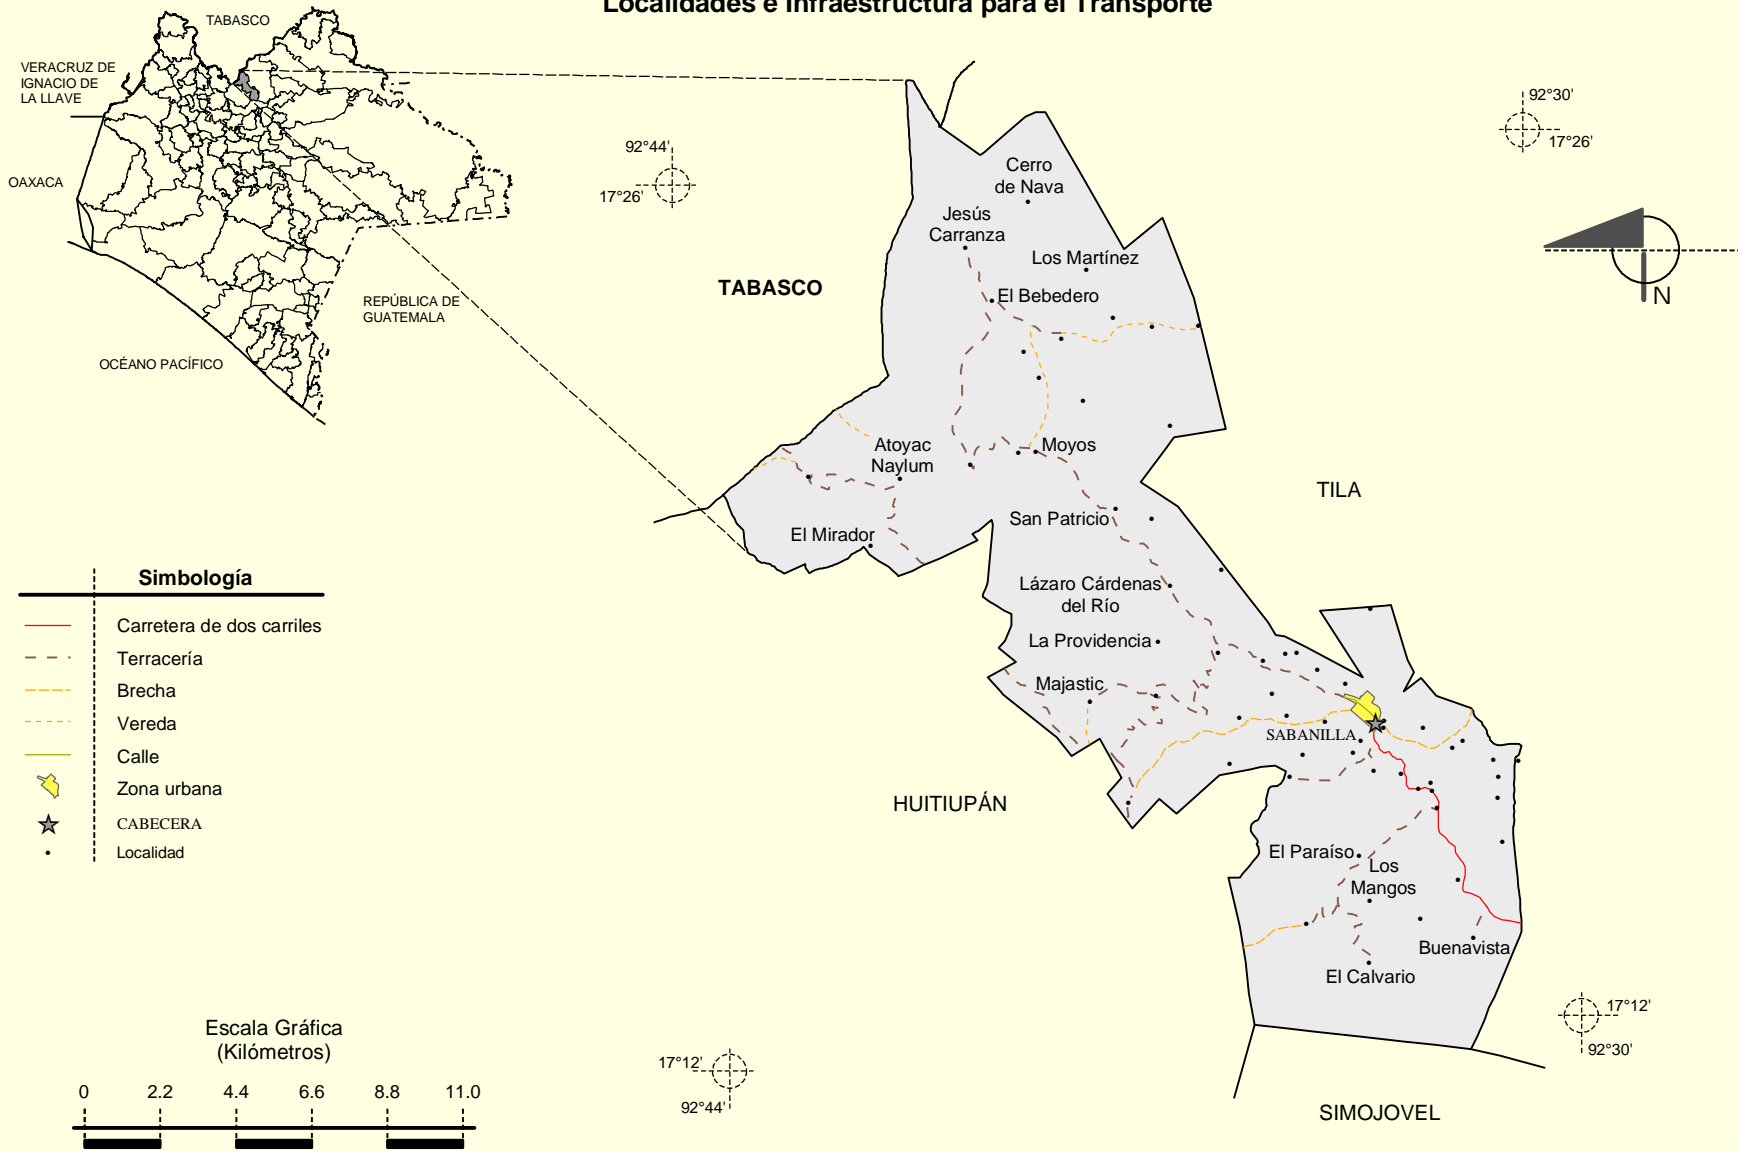 Localidades e Infraestructura para el Transporte
TABASCO
VERACRUZ DE
IGNACIO DE
LA LLAVE
OAXACA
REPÚBLICA DE
GUATEMALA
OCÉANO PACÍFICO
92°44'
17°26'
92°30'
17°26'
N
Cerro
de Nava
Jesús
Carranza
Los Martínez
TABASCO
El Bebedero
Atoyac
Naylum
Moyos
TILA
San Patricio
El Mirador
Lázaro Cárdenas
del Río
La Providencia
Majastic
SABANILLA
HUITIUPÁN
El Paraíso
Los
Mangos
Buenavista
El Calvario
17°12'
92°30'
17°12'
92°44'
SIMOJOVEL
Simbología
Carretera de dos carriles
Terracería
Brecha
Vereda
Calle
Zona urbana
CABECERA
Localidad
Escala Gráfica
(Kilómetros)
0 2.2 4.4 6.6 8.8 11.0